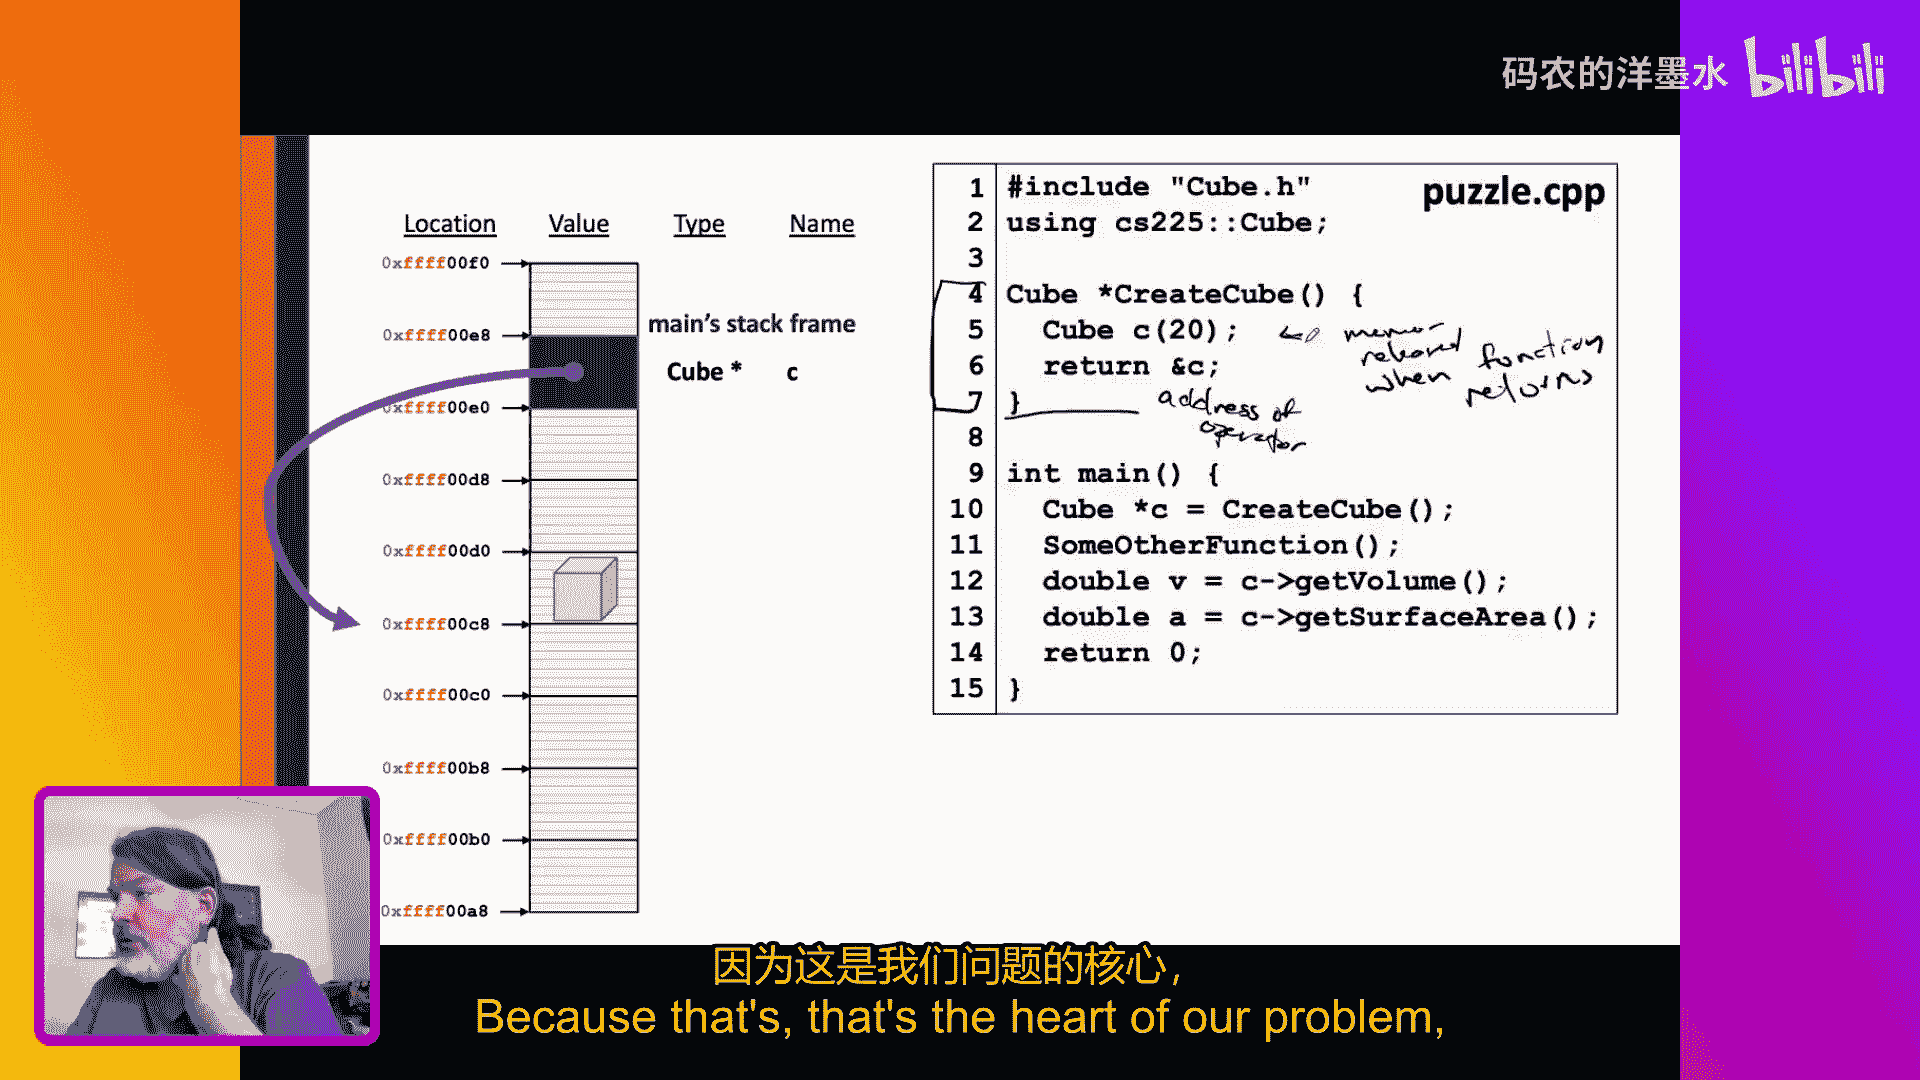 码农的洋墨水 bilibili
Location Value Type Name
0xffff00f0
main's stack frame
0xffff00e8
Cube * c
0xffff00e0
0xffff00d8
0xffff00d0
0xffff00c8
0xffff00c0
0xffff00b8
0xffff00b0
0xffff00a8
puzzle.cpp
1 #include "Cube.h"
2 using cs225::Cube;
3
4 Cube *CreateCube() {
5 Cube c(20);
6 return &c;
7 }
8
9 int main() {
10 Cube *c = CreateCube();
11 SomeOtherFunction();
12 double v = c->getVolume();
13 double a = c->getSurfaceArea();
14 return 0;
15 }
when function
returns
address of
operator
因为这是我们问题的核心，
Because that's, that's the heart of our problem,